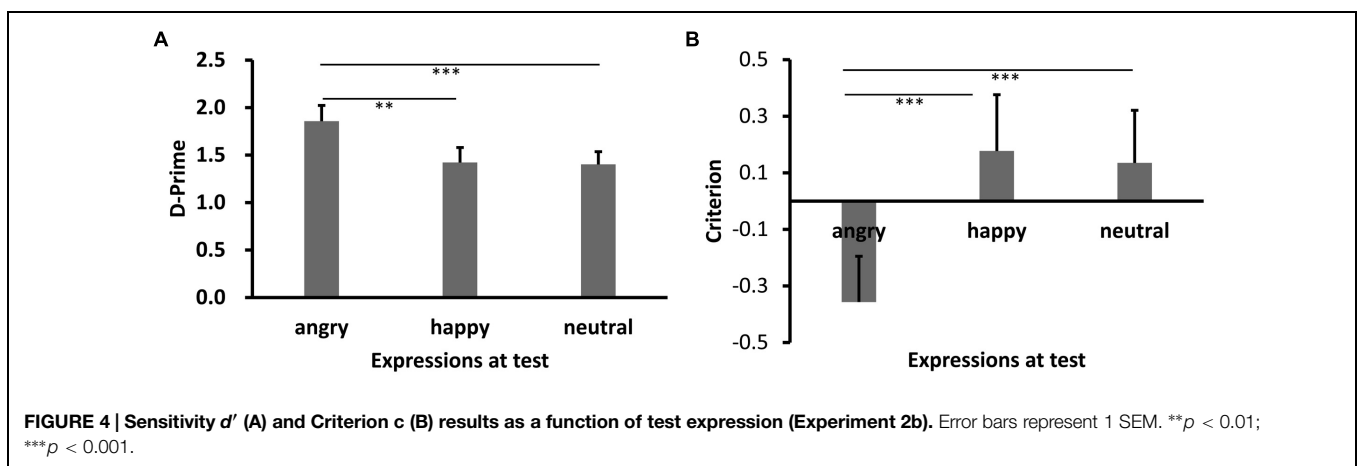 A
2.5
2.0
1.5
1.0
0.5
0.0
D-Prime
***
**
angry happy neutral
Expressions at test
B
0.5
0.3
0.1
-0.1
-0.3
-0.5
Criterion
***
***
angry happy neutral
Expressions at test
FIGURE 4 | Sensitivity d′ (A) and Criterion c (B) results as a function of test expression (Experiment 2b). Error bars represent 1 SEM. **p < 0.01;
***p < 0.001.